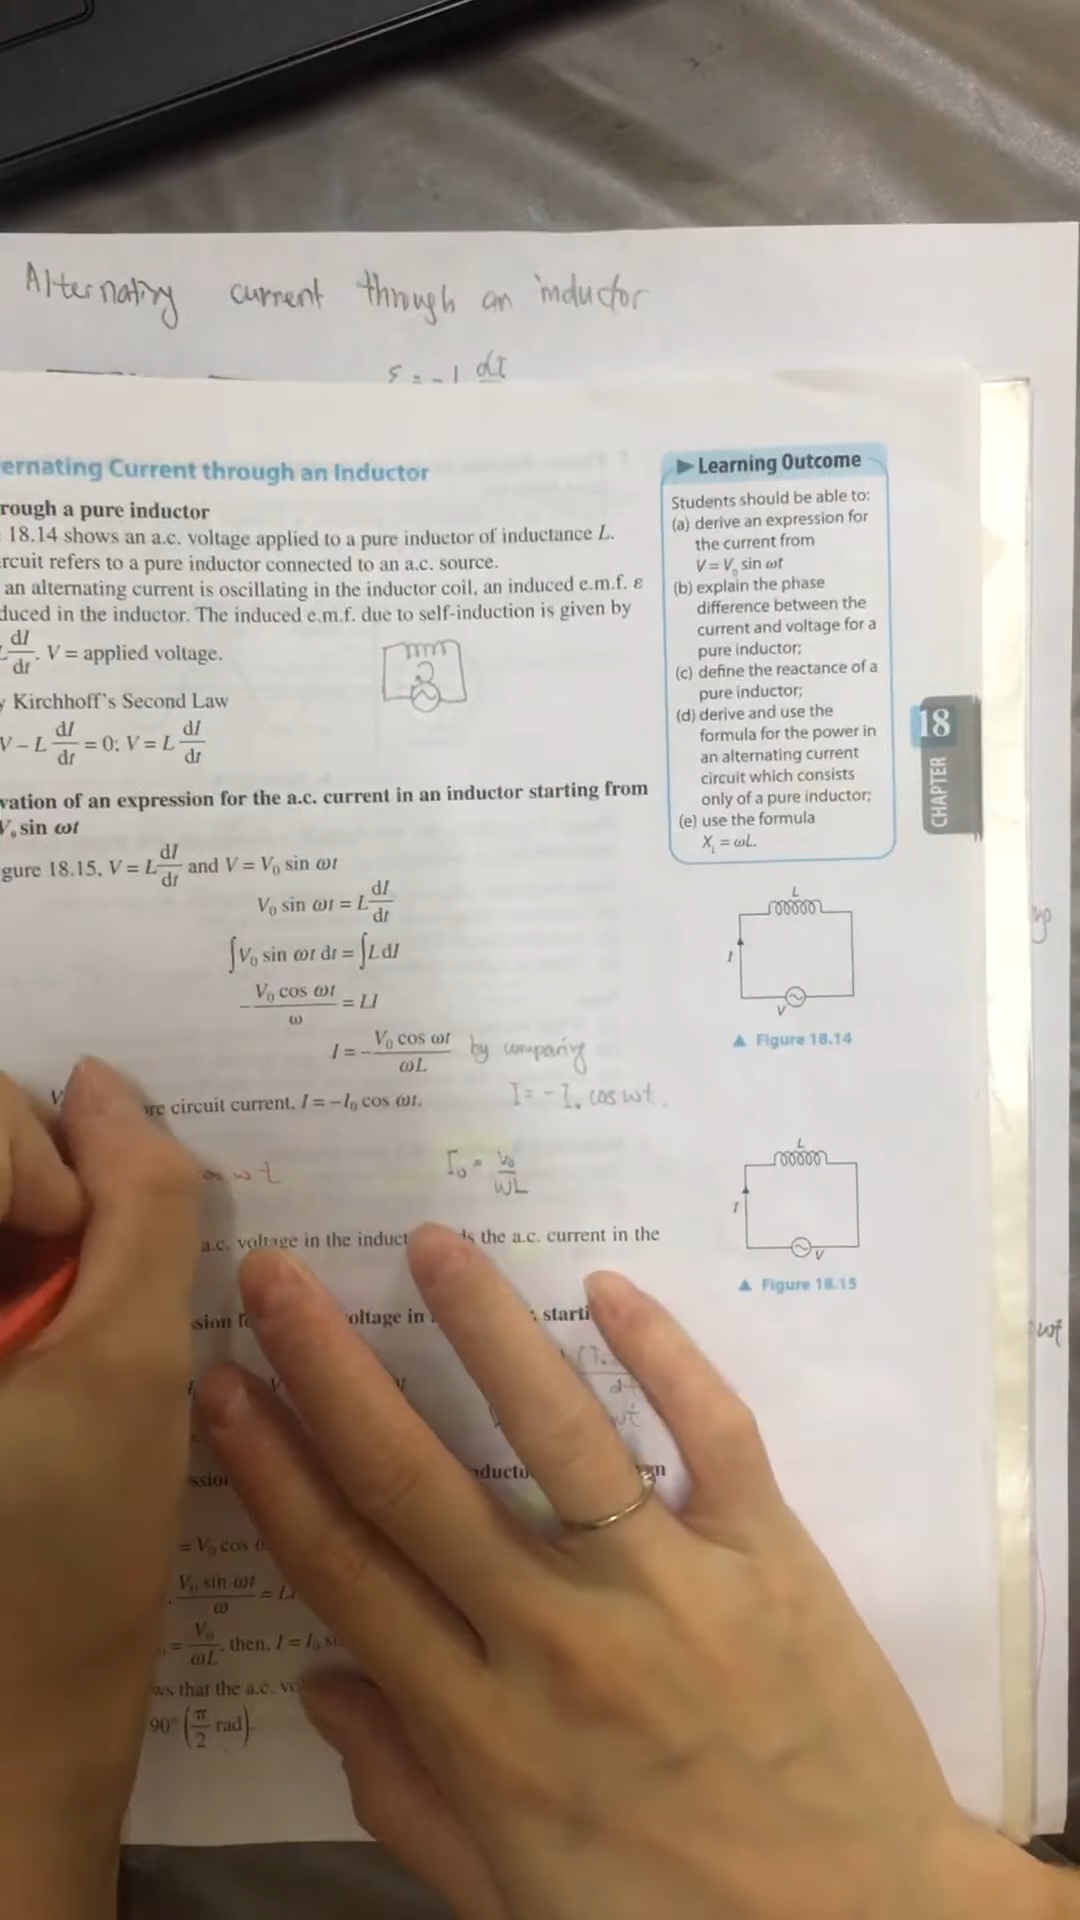 Alternating current through an inductor
ε = - L dI
ernating Current through an Inductor
rough a pure inductor
18.14 shows an a.c. voltage applied to a pure inductor of inductance L.
rcuit refers to a pure inductor connected to an a.c. source.
an alternating current is oscillating in the inductor coil, an induced e.m.f. ε
duced in the inductor. The induced e.m.f. due to self-induction is given by
dI/dt. V = applied voltage.
y Kirchhoff's Second Law
V – L dI/dt = 0; V = L dI/dt
vation of an expression for the a.c. current in an inductor starting from
V₀ sin ωt
gure 18.15, V = L dI/dt and V = V₀ sin ωt
V₀ sin ωt = L dI/dt
∫V₀ sin ωt dt = ∫L dI
– V₀ cos ωt/ω = LI
I = – V₀ cos ωt/ωL by comparing
re circuit current, I = –I₀ cos ωt. I = - I₀ cos ωt.
ωt I₀ = V₀/ωL
a.c. voltage in the induct the a.c. current in the
ssion oltage in starti
dt
ωt
ssion nducto n
= V₀ cos
V₀ sin ωt/ω = L
= V₀/ωL, then, I = I₀ si
ws that the a.c. vo
90° (π/2 rad).
▶ Learning Outcome
Students should be able to:
(a) derive an expression for
the current from
V = V₀ sin ωt
(b) explain the phase
difference between the
current and voltage for a
pure inductor;
(c) define the reactance of a
pure inductor;
(d) derive and use the
formula for the power in
an alternating current
circuit which consists
only of a pure inductor;
(e) use the formula
X_L = ωL.
18
CHAPTER
L
I
V
▲ Figure 18.14
L
I
V
▲ Figure 18.15
ωt